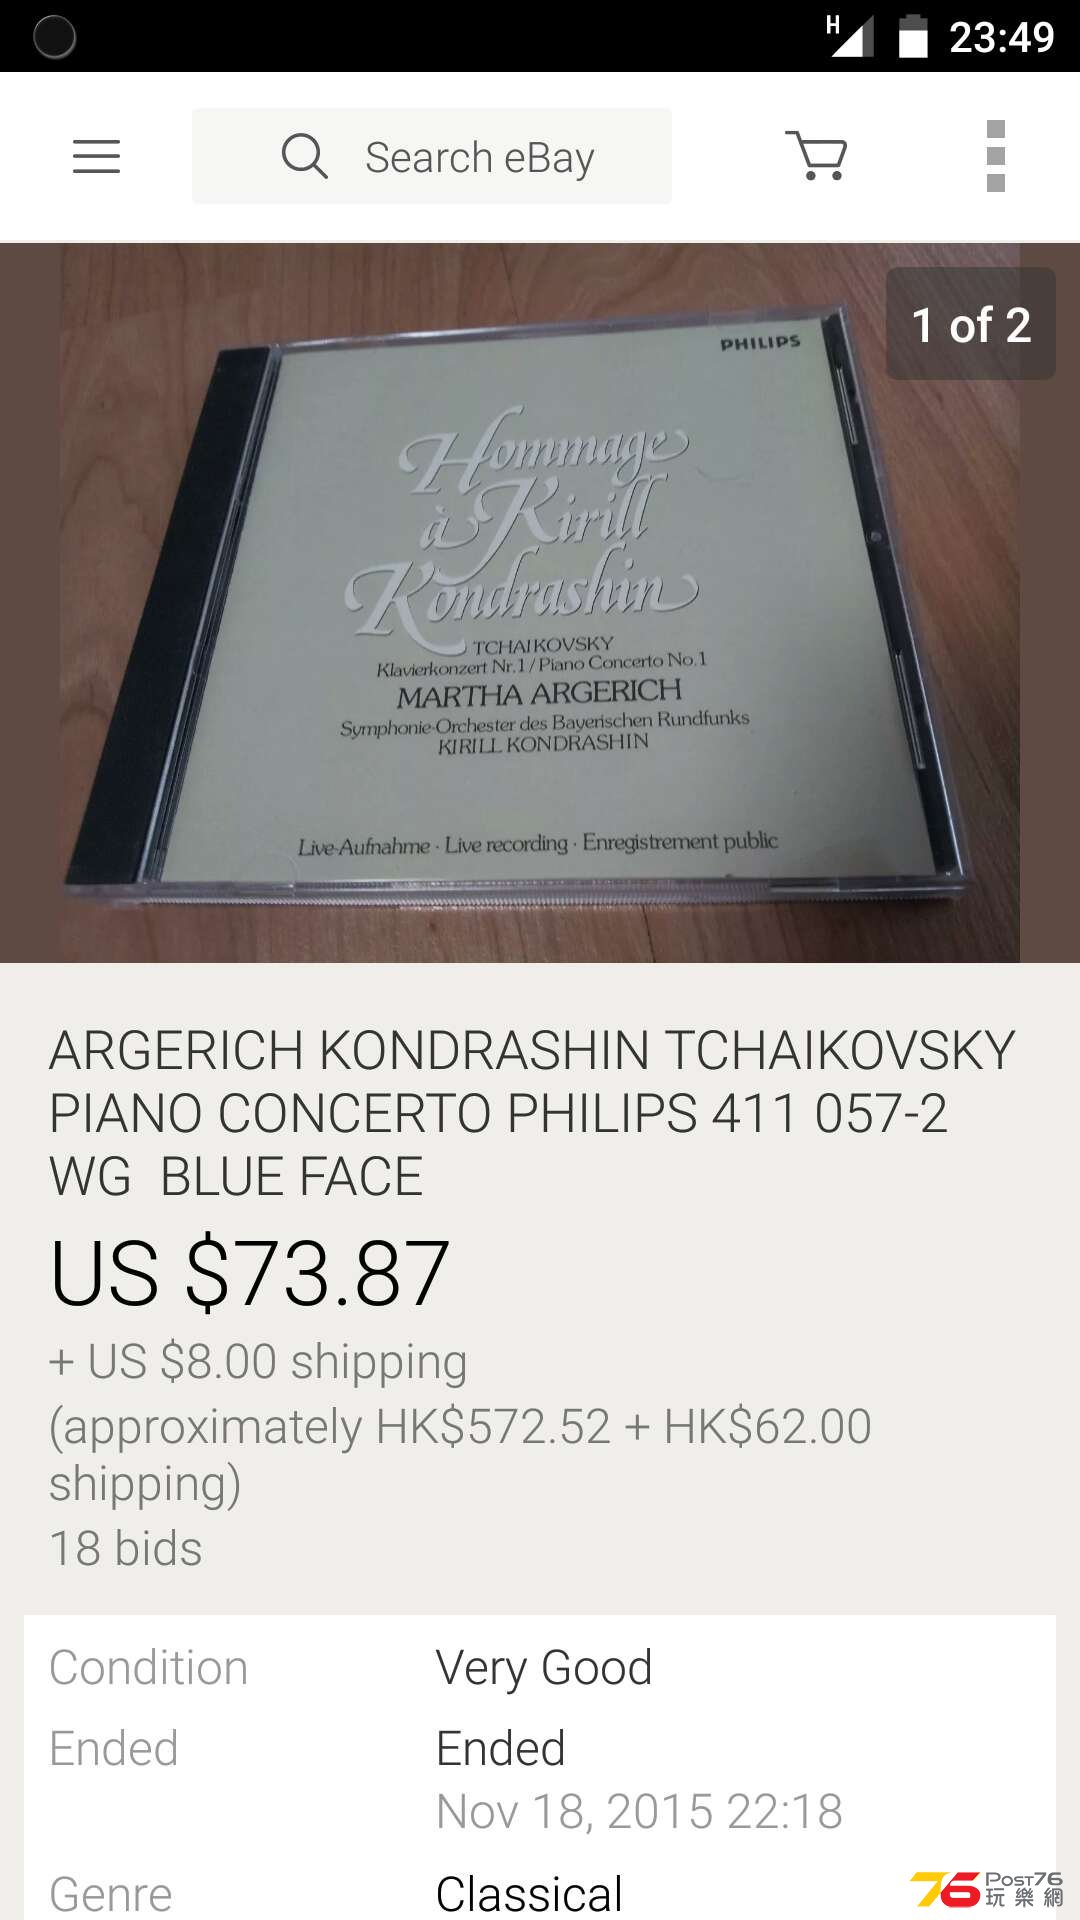 H
23:49
Search eBay
1 of 2
PHILIPS
Hommage
à Kirill
Kondrashin
TCHAIKOVSKY
Klavierkonzert Nr.1/Piano Concerto No.1
MARTHA ARGERICH
Symphonie-Orchester des Bayerischen Rundfunks
KIRILL KONDRASHIN
Live-Aufnahme · Live recording · Enregistrement public
ARGERICH KONDRASHIN TCHAIKOVSKY
PIANO CONCERTO PHILIPS 411 057-2
WG  BLUE FACE
US $73.87
+ US $8.00 shipping
(approximately HK$572.52 + HK$62.00
shipping)
18 bids
Condition Very Good
Ended Ended
Nov 18, 2015 22:18
Genre Classical
76 POST76
玩樂網